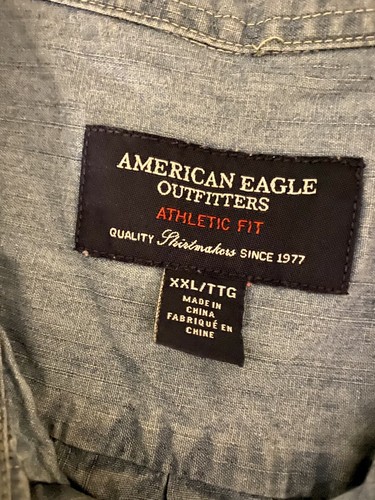 AMERICAN EAGLE
OUTFITTERS
ATHLETIC FIT
QUALITY Shirtmakers SINCE 1977
XXL/TTG
MADE IN
CHINA
FABRIQUÉ EN
CHINE